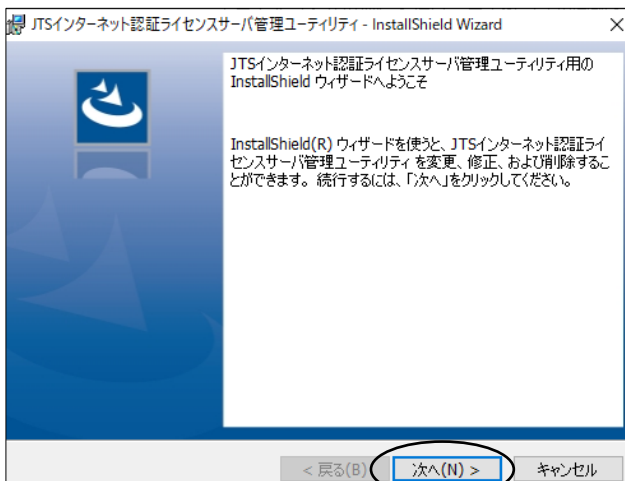 JTSインターネット認証ライセンスサーバ管理ユーティリティ - InstallShield Wizard
JTSインターネット認証ライセンスサーバ管理ユーティリティ用の
InstallShield ウィザードへようこそ
InstallShield(R) ウィザードを使うと、JTSインターネット認証ライ
センスサーバ管理ユーティリティ を変更、修正、および削除するこ
とができます。続行するには、「次へ」をクリックしてください。
< 戻る(B) 次へ(N) > キャンセル